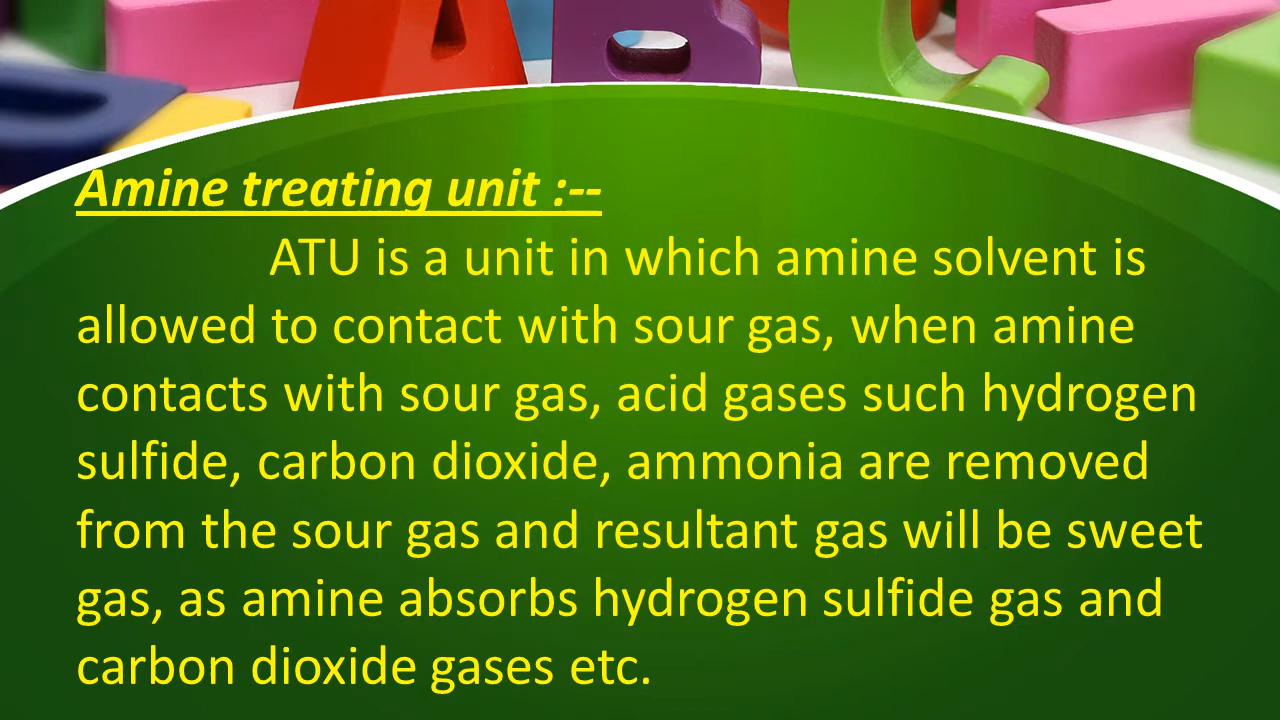 Amine treating unit :--
ATU is a unit in which amine solvent is
allowed to contact with sour gas, when amine
contacts with sour gas, acid gases such hydrogen
sulfide, carbon dioxide, ammonia are removed
from the sour gas and resultant gas will be sweet
gas, as amine absorbs hydrogen sulfide gas and
carbon dioxide gases etc.